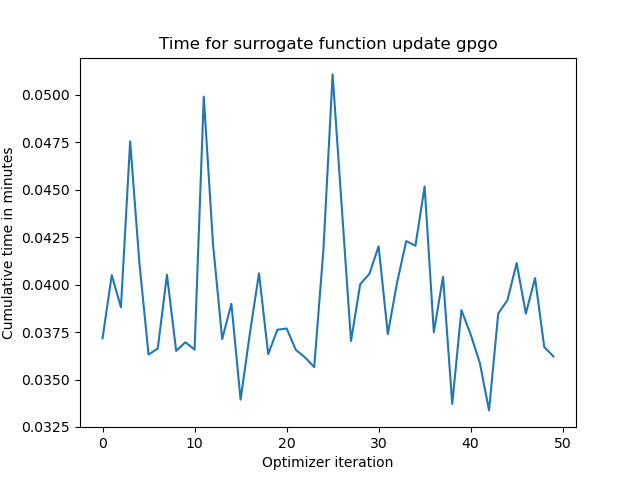 Time for surrogate function update gpgo
Cumulative time in minutes
0.0500
0.0475
0.0450
0.0425
0.0400
0.0375
0.0350
0.0325
0 10 20 30 40 50
Optimizer iteration